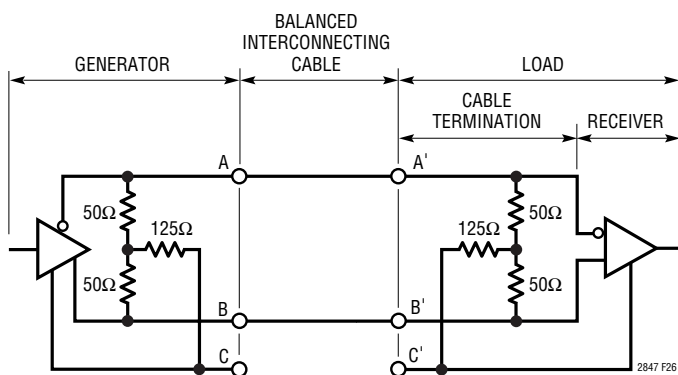 BALANCED
INTERCONNECTING
CABLE
GENERATOR
LOAD
CABLE
TERMINATION
RECEIVER
A
A'
50Ω
125Ω
50Ω
125Ω
50Ω
50Ω
B
B'
C
C'
2847 F26